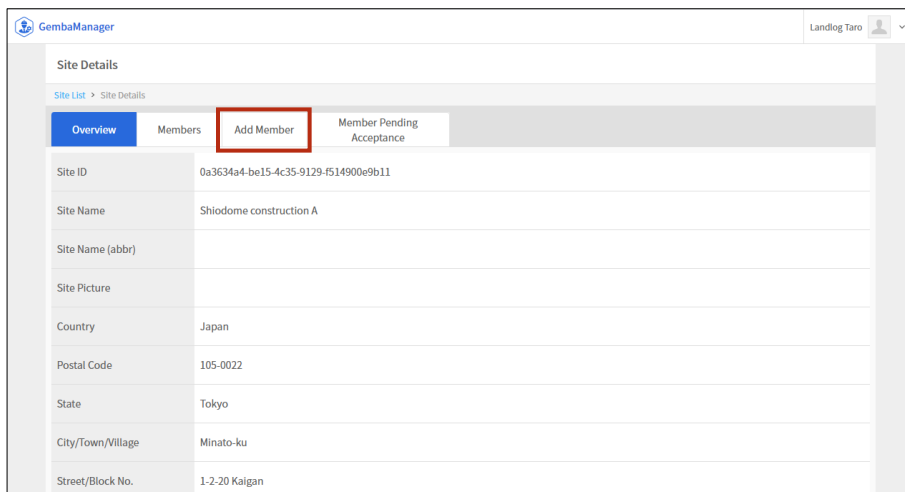 GembaManager
Landlog Taro
Site Details
Site List > Site Details
Overview
Members
Add Member
Member Pending
Acceptance
Site ID 0a3634a4-be15-4c35-9129-f514900e9b11
Site Name Shiodome construction A
Site Name (abbr)
Site Picture
Country Japan
Postal Code 105-0022
State Tokyo
City/Town/Village Minato-ku
Street/Block No. 1-2-20 Kaigan